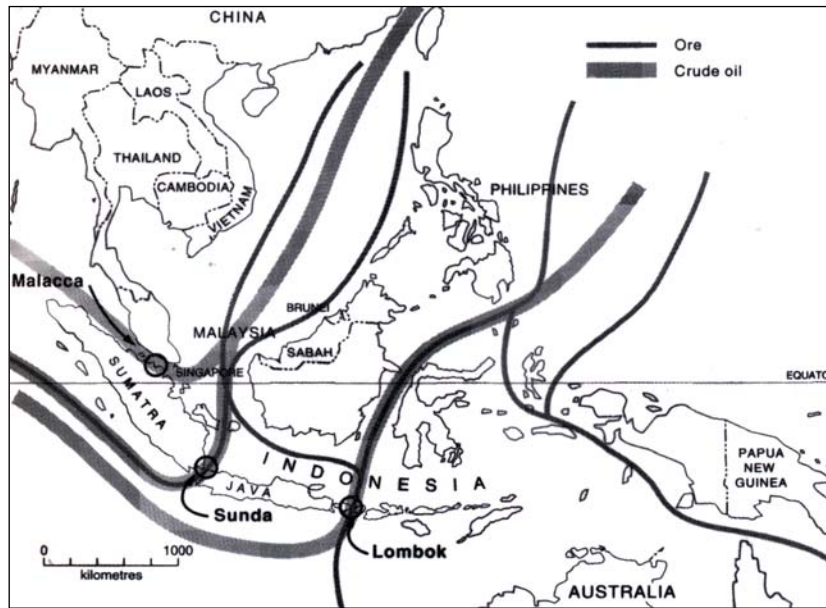 CHINA
Ore
Crude oil
MYANMAR
LAOS
THAILAND
CAMBODIA
VIETNAM
PHILIPPINES
Malacca
BRUNEI
MALAYSIA
SABAH
SINGAPORE
EQUATO
SUMATRA
INDONESIA
PAPUA
NEW
GUINEA
JAVA
Sunda
Lombok
0 1000
kilometres
AUSTRALIA